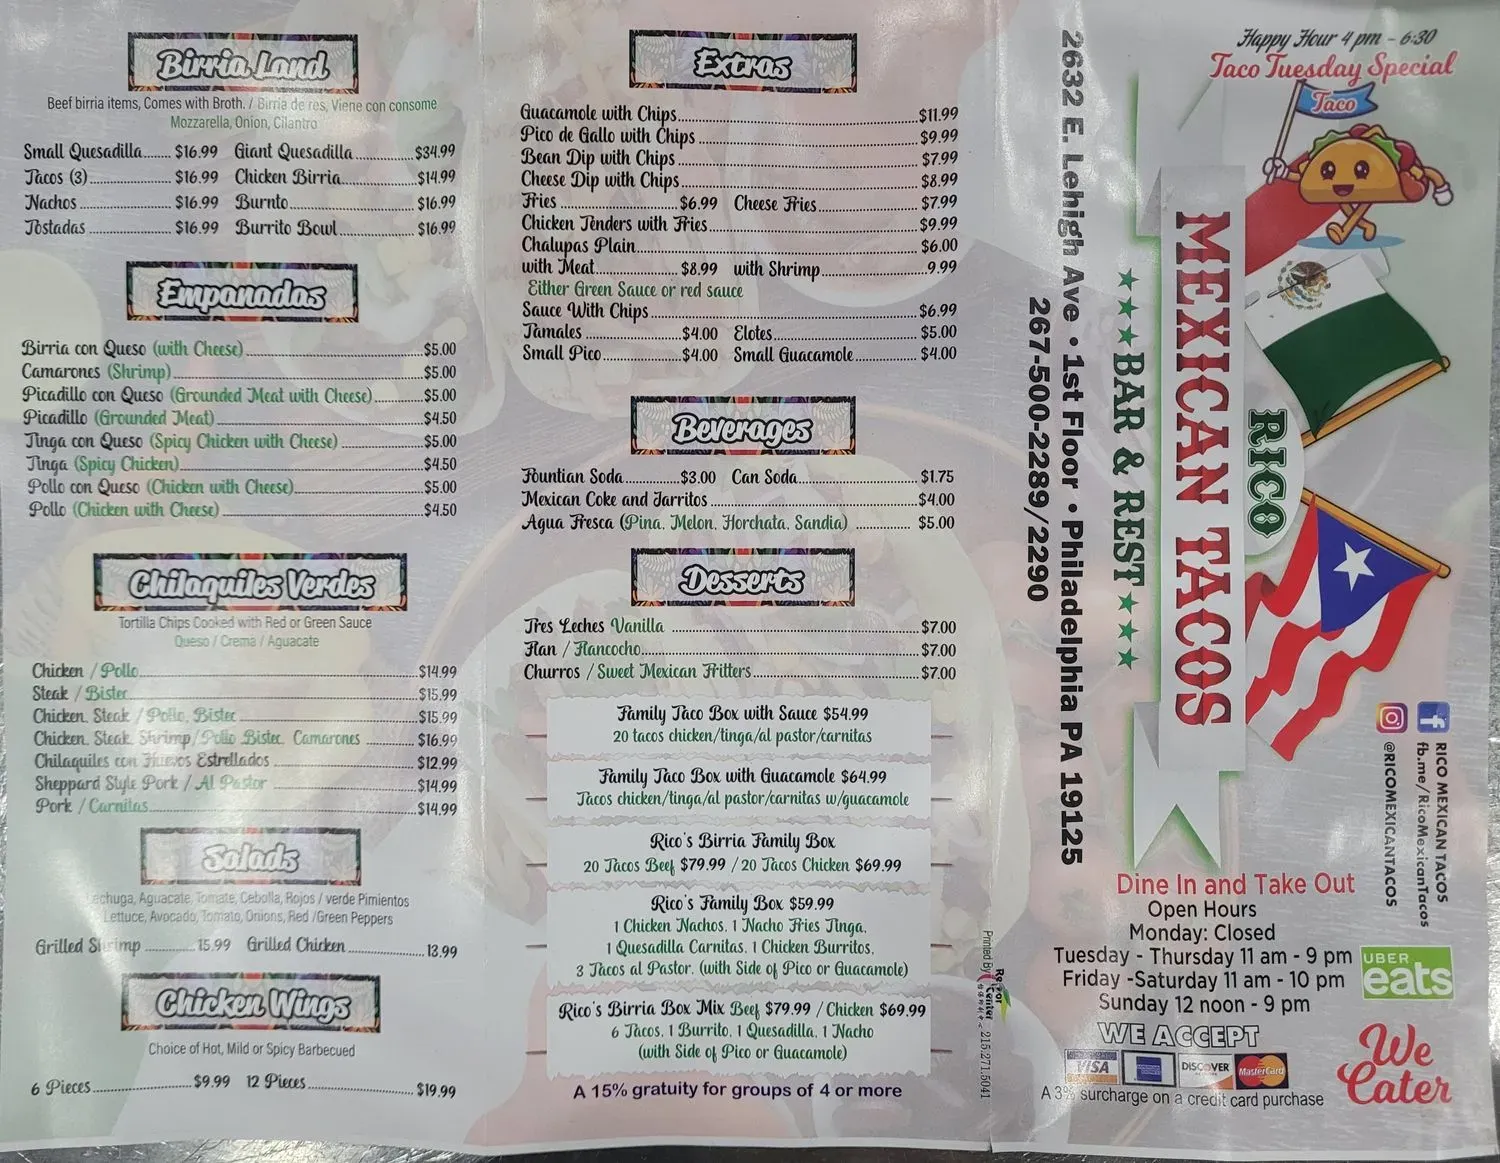 Birria Land
Beef birria items, Comes with Broth. / Birria de res, Viene con consome
Mozzarella, Onion, Cilantro
Small Quesadilla....... $16.99 Giant Quesadilla ............... $34.99
Tacos (3)..................... $16.99 Chicken Birria................... $14.99
Nachos ........................ $16.99 Burrito............................... $16.99
Tostadas ...................... $16.99 Burrito Bowl.................... $16.99
Empanadas
Birria con Queso (with Cheese)............$5.00
Camarones (Shrimp)............$5.00
Picadillo con Queso (Grounded Meat with Cheese)............$5.00
Picadillo (Grounded Meat)............$4.50
Tinga con Queso (Spicy Chicken with Cheese)............$5.00
Tinga (Spicy Chicken)............$4.50
Pollo con Queso (Chicken with Cheese)............$5.00
Pollo (Chicken with Cheese)............$4.50
Chilaquiles Verdes
Tortilla Chips Cooked with Red or Green Sauce
Queso / Crema / Aguacate
Chicken / Pollo............$14.99
Steak / Bistec............$15.99
Chicken, Steak / Pollo, Bistec............$15.99
Chicken, Steak, Shrimp/Pollo Bistec, Camarones ............$16.99
Chilaquiles con Huevos Estrellados ............$12.99
Sheppard Style Pork / Al Pastor ............$14.99
Pork / Carnitas............$14.99
Salads
echuga, Aguacate, Tomate, Cebolla, Rojos / verde Pimientos
Lettuce, Avocado, Tomato, Onions, Red /Green Peppers
Grilled Shrimp ............15.99 Grilled Chicken ............13.99
Chicken Wings
Choice of Hot, Mild or Spicy Barbecued
6 Pieces............$9.99 12 Pieces............$19.99
Extras
Guacamole with Chips............$11.99
Pico de Gallo with Chips............$9.99
Bean Dip with Chips............$7.99
Cheese Dip with Chips............$8.99
Fries ............$6.99 Cheese Fries............$7.99
Chicken Tenders with Fries............$9.99
Chalupas Plain............$6.00
with Meat............$8.99 with Shrimp............9.99
Either Green Sauce or red sauce
Sauce With Chips............$6.99
Tamales ............$4.00 Elotes............$5.00
Small Pico............$4.00 Small Guacamole............$4.00
Beverages
Fountian Soda............$3.00 Can Soda............$1.75
Mexican Coke and Jarritos............$4.00
Agua Fresca (Pina, Melon, Horchata, Sandia) ............$5.00
Desserts
Tres Leches Vanilla ............$7.00
Flan / Flancocho............$7.00
Churros / Sweet Mexican Fritters............$7.00
Family Taco Box with Sauce $54.99
20 tacos chicken/tinga/al pastor/carnitas
Family Taco Box with Guacamole $64.99
Tacos chicken/tinga/al pastor/carnitas w/guacamole
Rico's Birria Family Box
20 Tacos Beef $79.99 / 20 Tacos Chicken $69.99
Rico's Family Box $59.99
1 Chicken Nachos, 1 Nacho Fries Tinga,
1 Quesadilla Carnitas, 1 Chicken Burritos,
3 Tacos al Pastor, (with Side of Pico or Guacamole)
Rico's Birria Box Mix Beef $79.99 / Chicken $69.99
6 Tacos, 1 Burrito, 1 Quesadilla, 1 Nacho
(with Side of Pico or Guacamole)
A 15% gratuity for groups of 4 or more
Printed By
Center
215.271.5041
Happy Hour 4 pm - 6:30
Taco Tuesday Special
Taco
RICO
MEXICAN TACOS
BAR & REST
2632 E. Lehigh Ave • 1st Floor • Philadelphia PA 19125
267-500-2289/2290
RICO MEXICAN TACOS
fb.me/RicoMexicanTacos
@RICOMEXICANTACOS
Dine In and Take Out
Open Hours
Monday: Closed
Tuesday - Thursday 11 am - 9 pm
Friday -Saturday 11 am - 10 pm
Sunday 12 noon - 9 pm
UBER
eats
WE ACCEPT
VISA
DISCOVER
MasterCard
A 3% surcharge on a credit card purchase
We
Cater